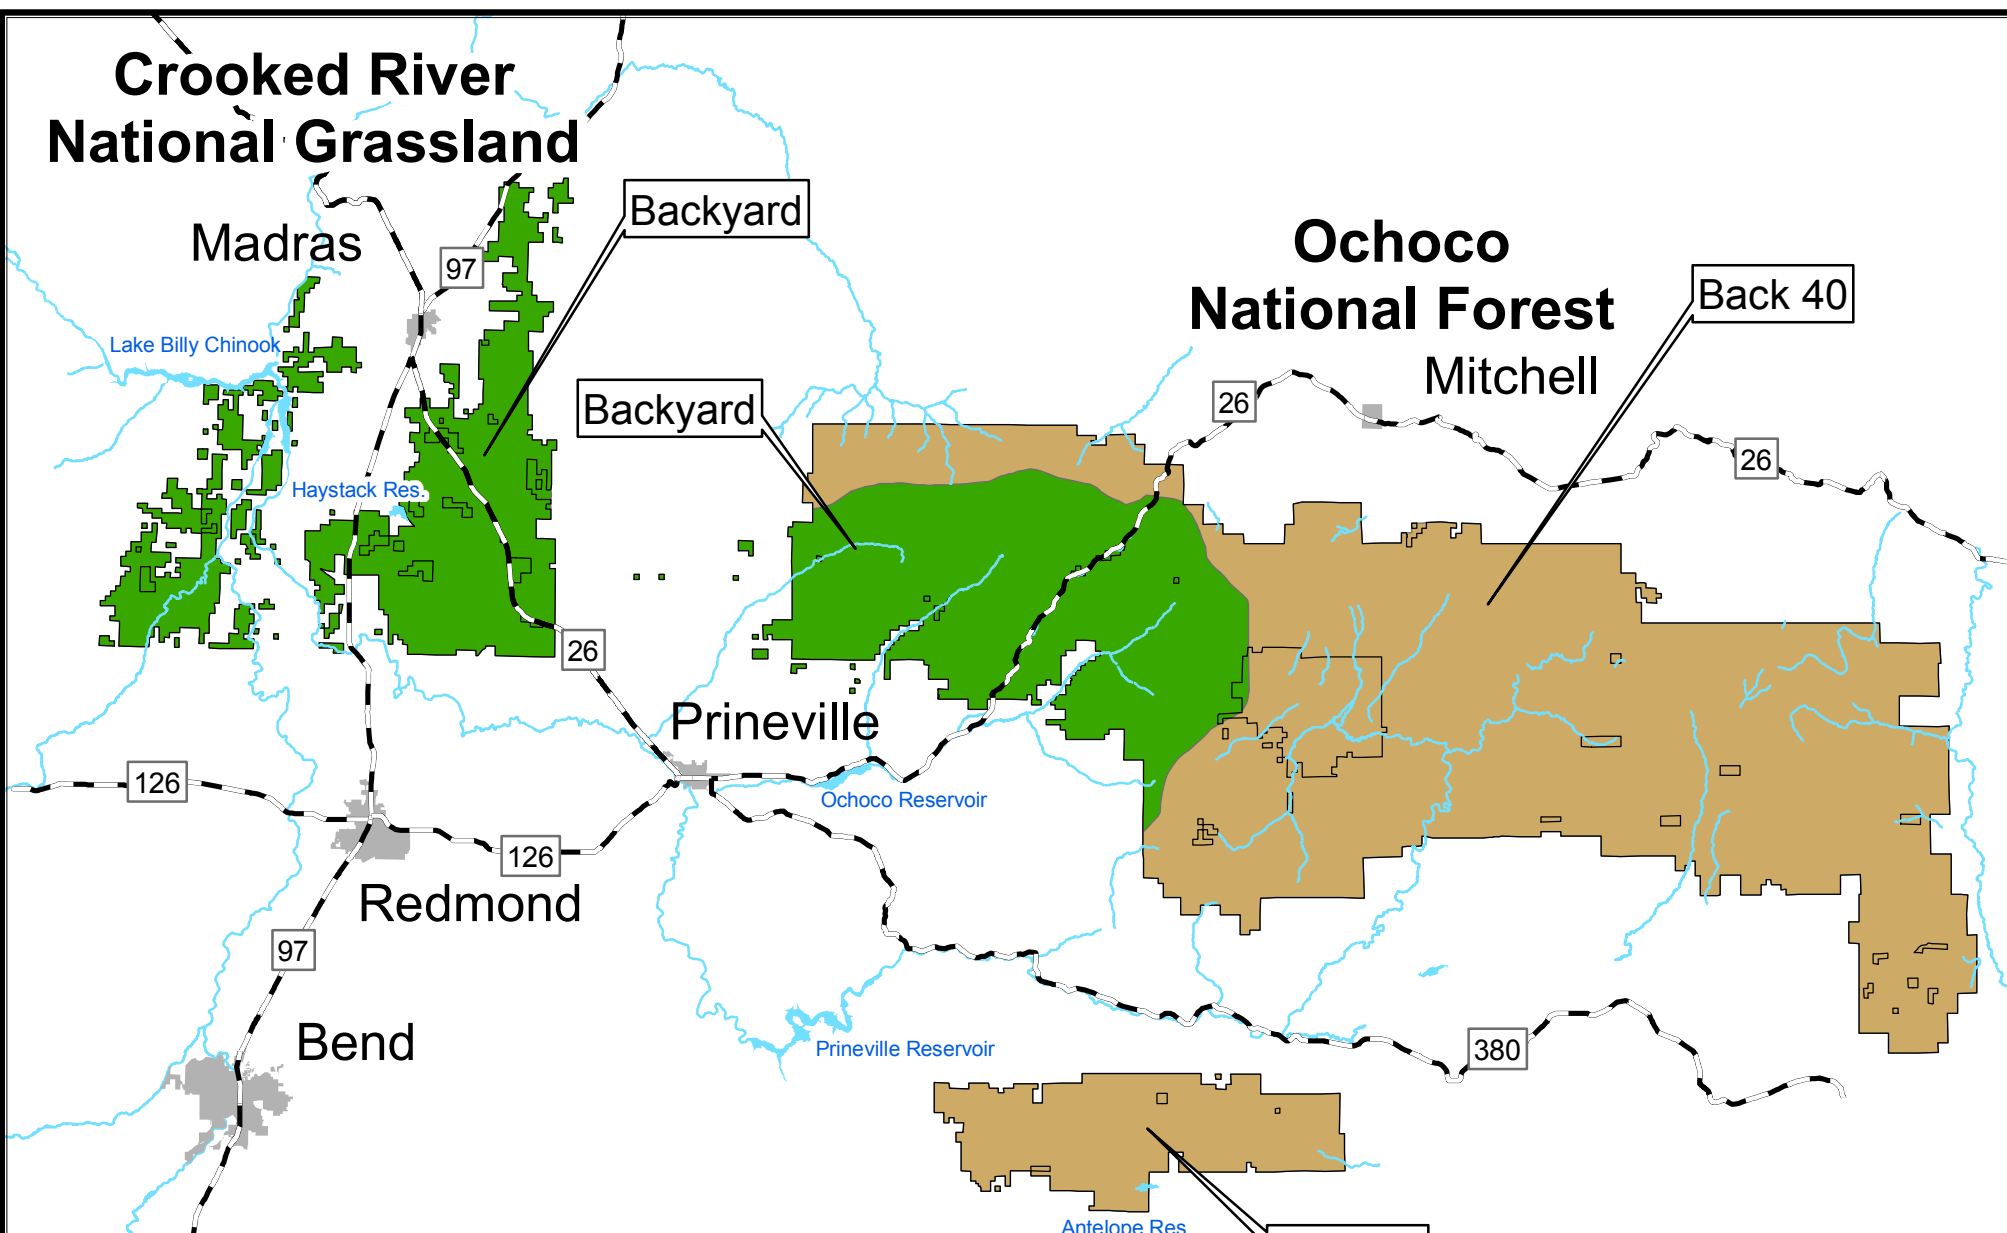 Crooked River
National Grassland
Madras
97
Backyard
Lake Billy Chinook
Haystack Res.
Backyard
Ochoco
National Forest
Back 40
Mitchell
26
26
26
Prineville
126
126
Ochoco Reservoir
Redmond
97
Bend
Prineville Reservoir
380
Antelope Res